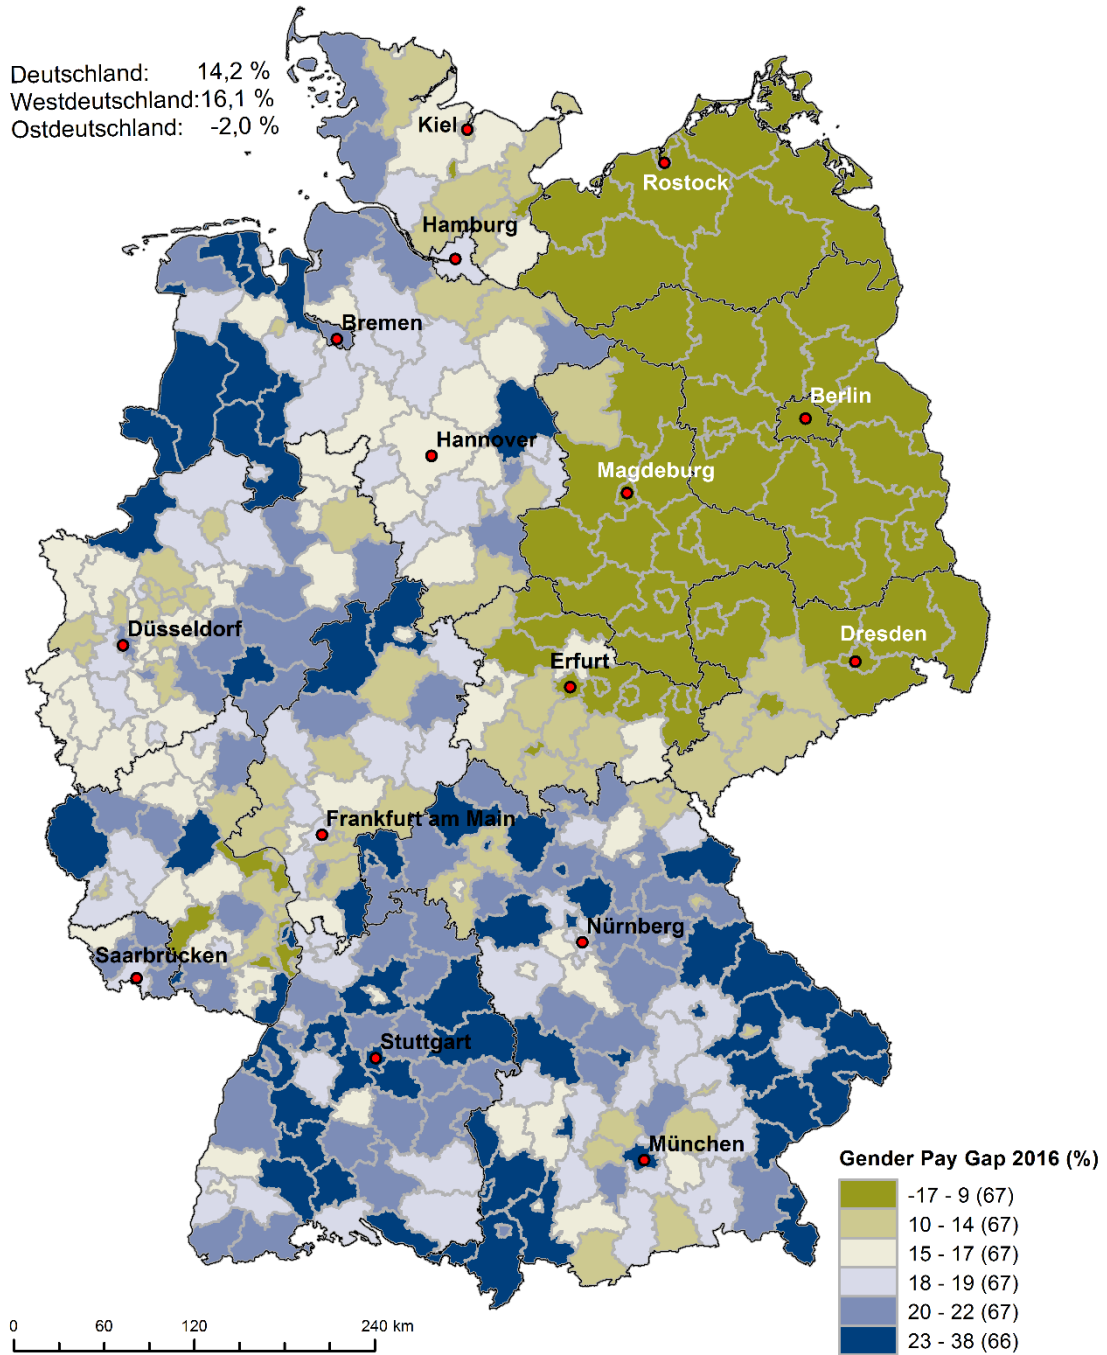 Deutschland: 14,2 %
Westdeutschland:16,1 %
Ostdeutschland: -2,0 %
Kiel
Rostock
Hamburg
Bremen
Berlin
Hannover
Magdeburg
Düsseldorf
Dresden
Erfurt
Frankfurt am Main
Nürnberg
Saarbrücken
Stuttgart
München
Gender Pay Gap 2016 (%)
-17 - 9 (67)
10 - 14 (67)
15 - 17 (67)
18 - 19 (67)
20 - 22 (67)
23 - 38 (66)
0 60 120 240 km